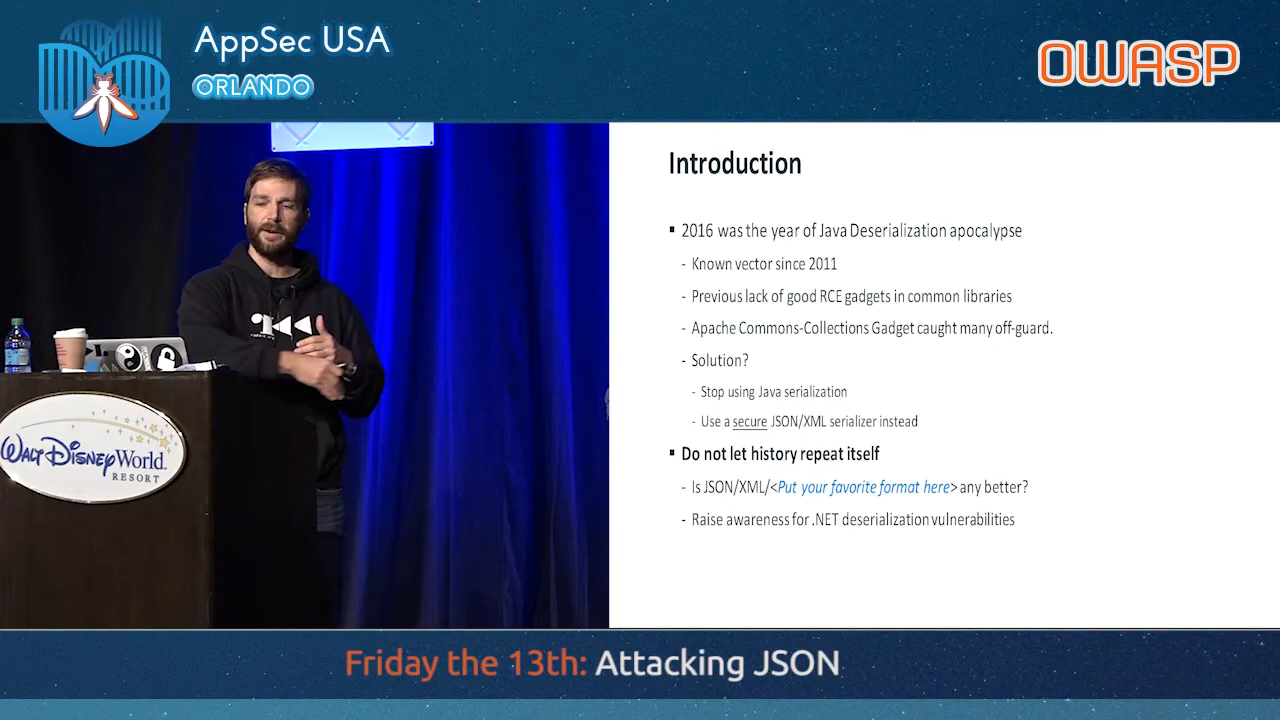 AppSec USA
ORLANDO
OWASP
Introduction
▪ 2016 was the year of Java Deserialization apocalypse
- Known vector since 2011
- Previous lack of good RCE gadgets in common libraries
- Apache Commons-Collections Gadget caught many off-guard.
- Solution?
- Stop using Java serialization
- Use a secure JSON/XML serializer instead
▪ Do not let history repeat itself
- Is JSON/XML/<Put your favorite format here> any better?
- Raise awareness for .NET deserialization vulnerabilities
WALT DISNEY World.
RESORT
Friday the 13th: Attacking JSON